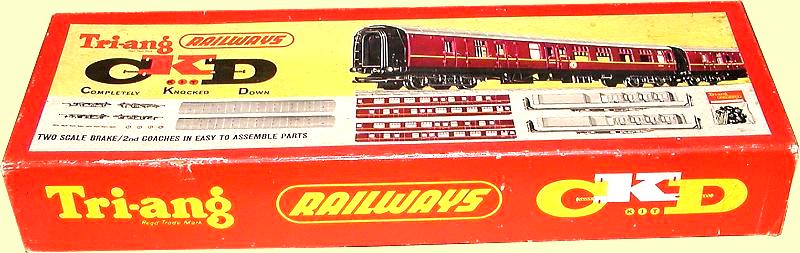 Tri-ang RAILWAYS
CKD
KIT
COMPLETELY KNOCKED DOWN
TWO SCALE BRAKE/2nd COACHES IN EASY TO ASSEMBLE PARTS
Tri-ang RAILWAYS CKD
Regd Trade Mark KIT